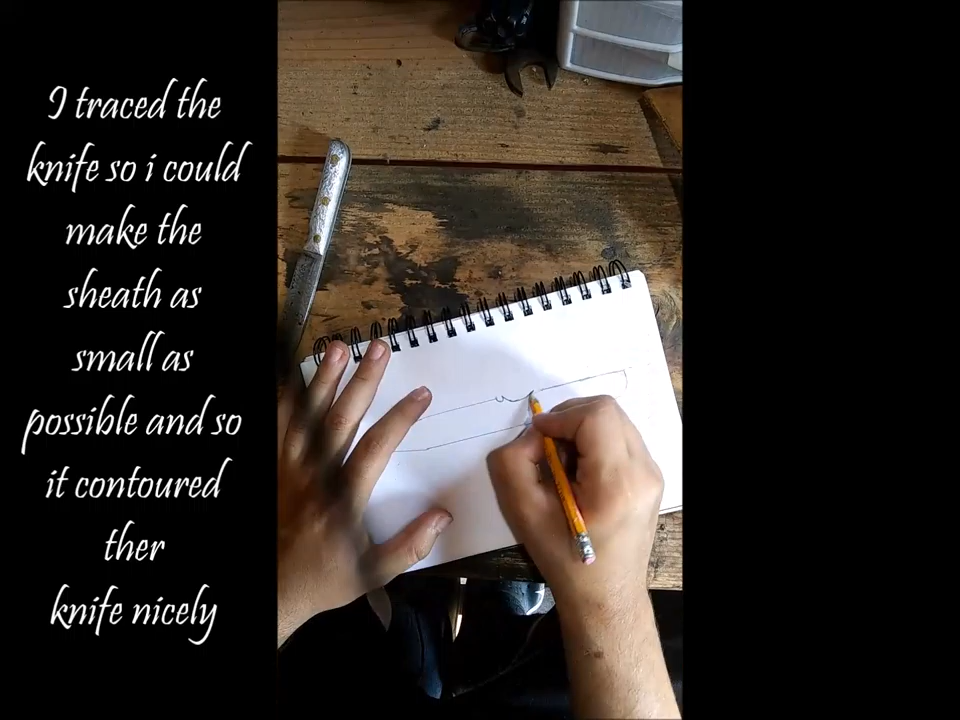 I traced the
knife so i could
make the
sheath as
small as
possible and so
it contoured
ther
knife nicely